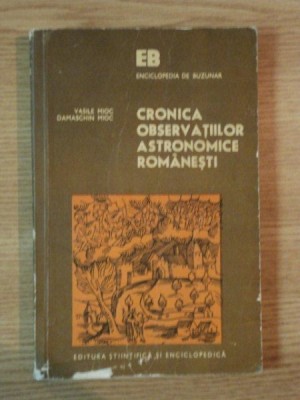 EB
ENCICLOPEDIA DE BUZUNAR
VASILE MIOC
DAMASCHIN MIOC
CRONICA
OBSERVAȚIILOR
ASTRONOMICE
ROMÂNEȘTI
EDITURA ȘTIINȚIFICĂ ȘI ENCICLOPEDICĂ